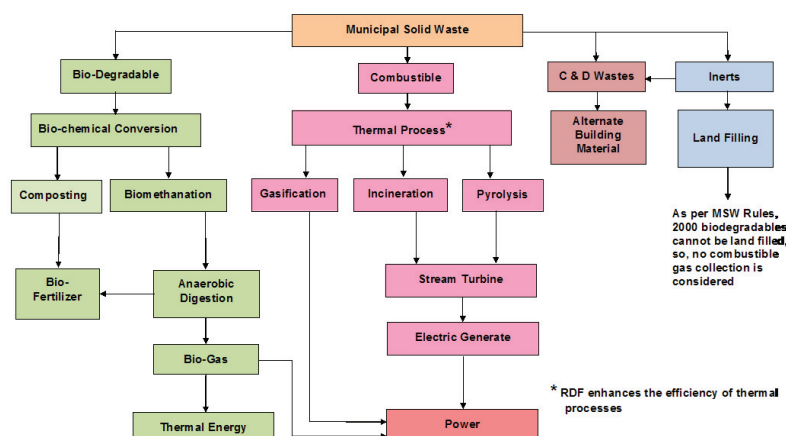 Municipal Solid Waste
Bio-Degradable
Combustible
C & D Wastes
Inerts
Bio-chemical Conversion
Thermal Process*
Alternate
Building
Material
Land Filling
Composting
Biomethanation
Gasification
Incineration
Pyrolysis
As per MSW Rules,
2000 biodegradables
cannot be land filled,
so, no combustible
gas collection is
considered
Bio-
Fertilizer
Anaerobic
Digestion
Stream Turbine
Electric Generate
Bio-Gas
* RDF enhances the efficiency of thermal
processes
Thermal Energy
Power